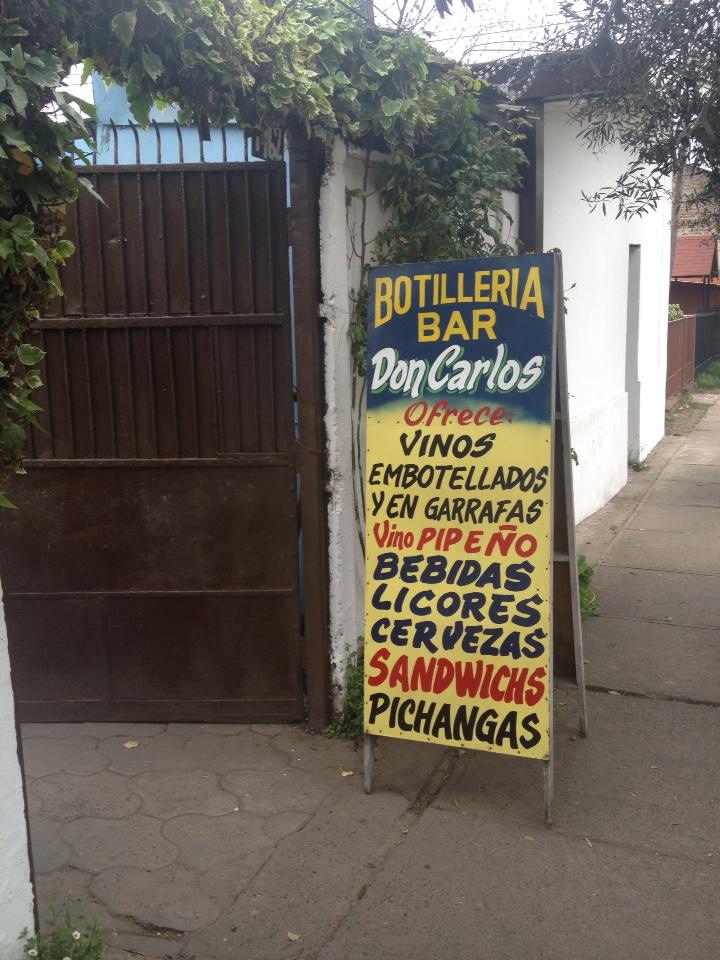 BOTILLERIA
BAR
Don Carlos
Ofrece:
VINOS
EMBOTELLADOS
Y EN GARRAFAS
Vino PIPEÑO
BEBIDAS
LICORES
CERVEZAS
SANDWICHS
PICHANGAS